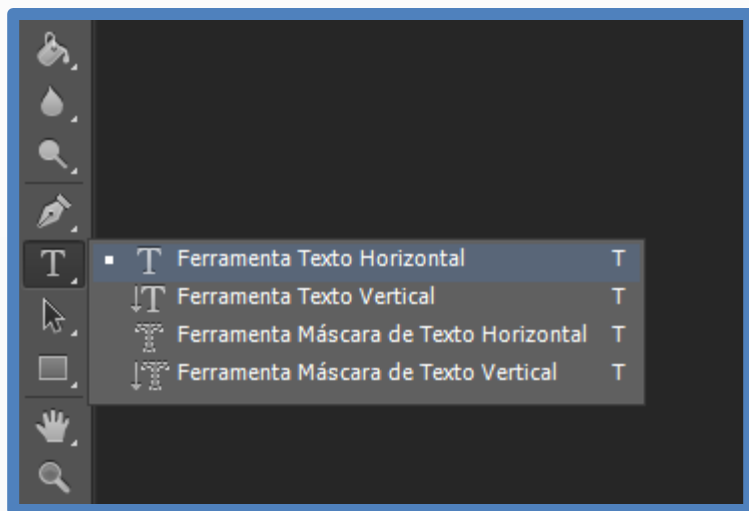 Ferramenta Texto Horizontal T
Ferramenta Texto Vertical T
Ferramenta Máscara de Texto Horizontal T
Ferramenta Máscara de Texto Vertical T